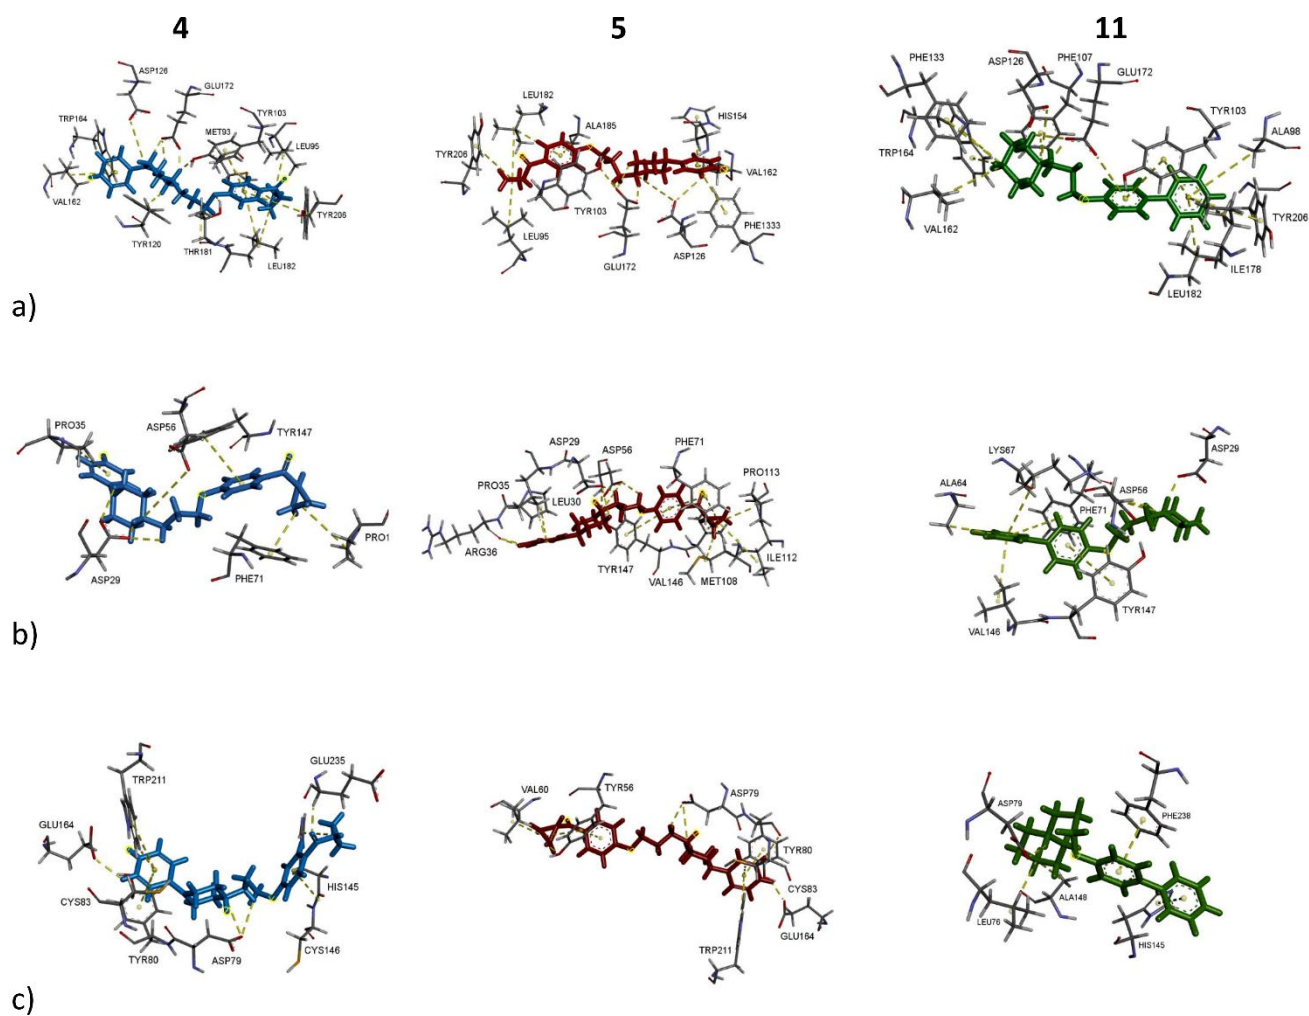 4
5
11
ASP126
GLU172
TRP164
MET93
TYR103
LEU95
VAL162
TYR120
THR181
LEU182
TYR206
LEU182
ALA185
HIS154
TYR206
VAL162
TYR103
LEU95
GLU172
ASP126
PHE1333
PHE133
ASP126
PHE107
GLU172
TYR103
ALA98
TRP164
VAL162
TYR206
ILE178
LEU182
a)
PRO35
ASP56
TYR147
PRO1
ASP29
PHE71
ASP29
ASP56
PHE71
PRO35
LEU30
PRO113
ARG36
TYR147
VAL146
MET108
ILE112
LYS67
ASP29
ALA64
ASP56
PHE71
TYR147
VAL146
b)
TRP211
GLU235
GLU164
CYS83
HIS145
TYR80
ASP79
CYS146
VAL60
TYR56
ASP79
TYR80
CYS83
GLU164
TRP211
ASP79
PHE238
ALA148
LEU76
HIS145
c)